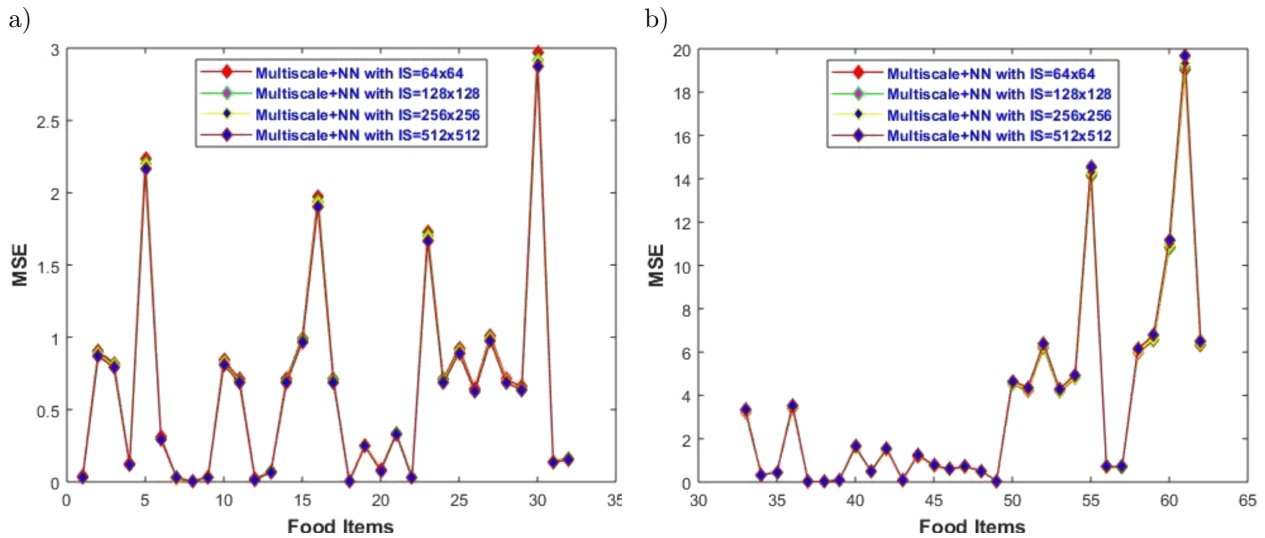 a)
3
2.5
2
1.5
1
0.5
0
MSE
Multiscale+NN with IS=64x64
Multiscale+NN with IS=128x128
Multiscale+NN with IS=256x256
Multiscale+NN with IS=512x512
0 5 10 15 20 25 30 35
Food Items
b)
20
18
16
14
12
10
8
6
4
2
0
MSE
Multiscale+NN with IS=64x64
Multiscale+NN with IS=128x128
Multiscale+NN with IS=256x256
Multiscale+NN with IS=512x512
30 35 40 45 50 55 60 65
Food Items